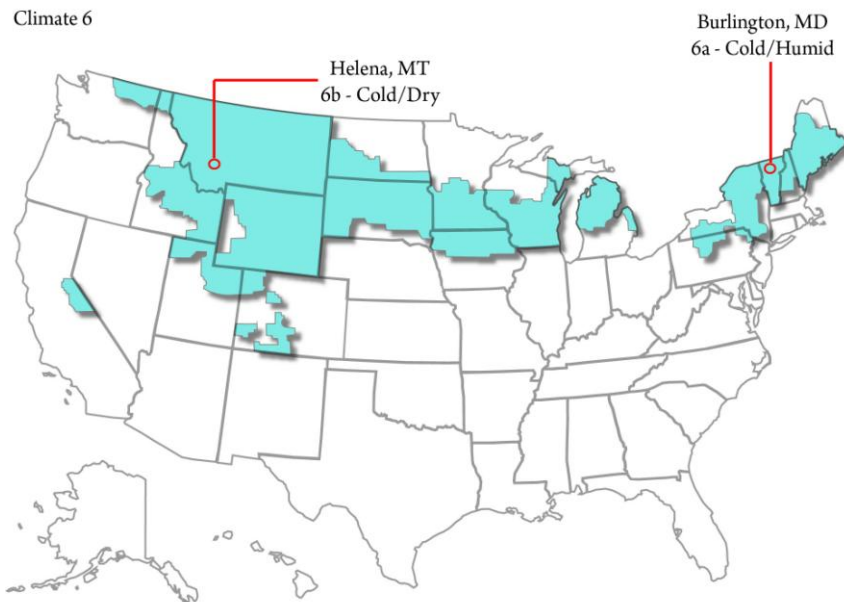 Climate 6
Helena, MT
6b - Cold/Dry
Burlington, MD
6a - Cold/Humid